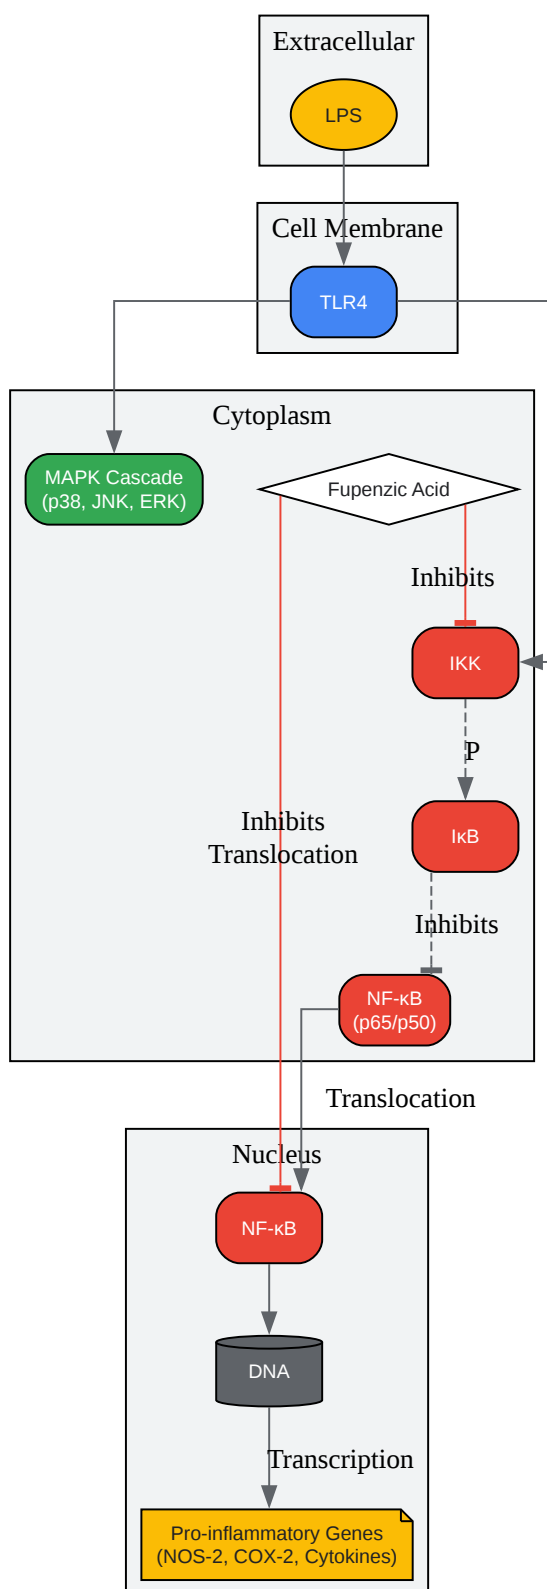 Extracellular
LPS
Cell Membrane
TLR4
Cytoplasm
MAPK Cascade
(p38, JNK, ERK)
Fupenzic Acid
Inhibits
IKK
P
Inhibits
Translocation
IκB
Inhibits
NF-κB
(p65/p50)
Translocation
Nucleus
NF-κB
DNA
Transcription
Pro-inflammatory Genes
(NOS-2, COX-2, Cytokines)